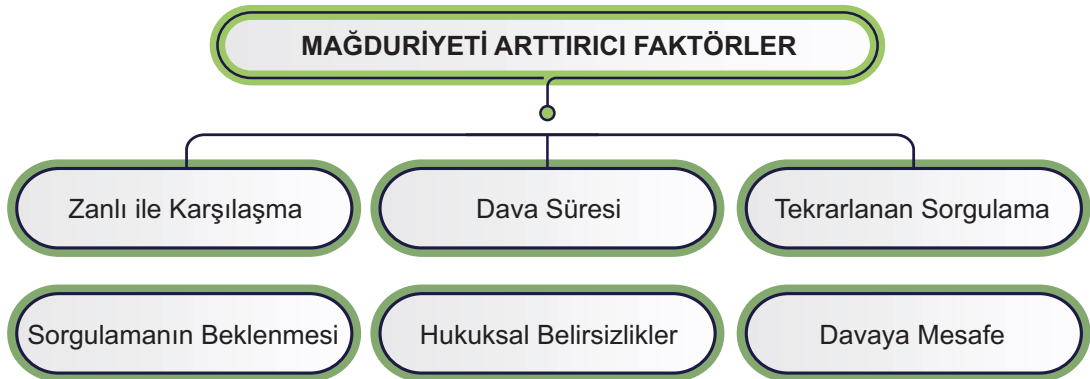 MAĞDURİYETİ ARTTIRICI FAKTÖRLER
Zanlı ile Karşılaşma
Dava Süresi
Tekrarlanan Sorgulama
Sorgulamanın Beklenmesi
Hukuksal Belirsizlikler
Davaya Mesafe